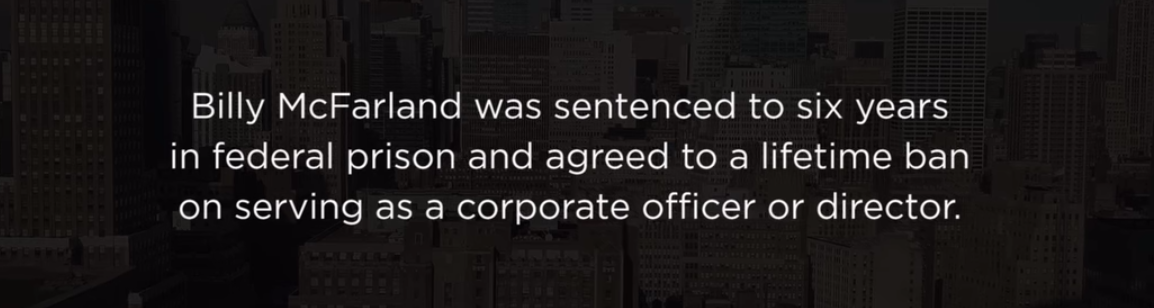 Billy McFarland was sentenced to six years
in federal prison and agreed to a lifetime ban
on serving as a corporate officer or director.